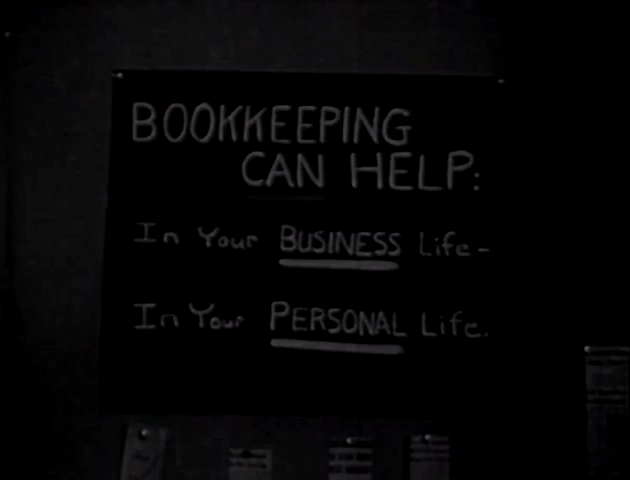 BOOKKEEPING
CAN HELP:
In Your BUSINESS Life-
In Your PERSONAL Life.